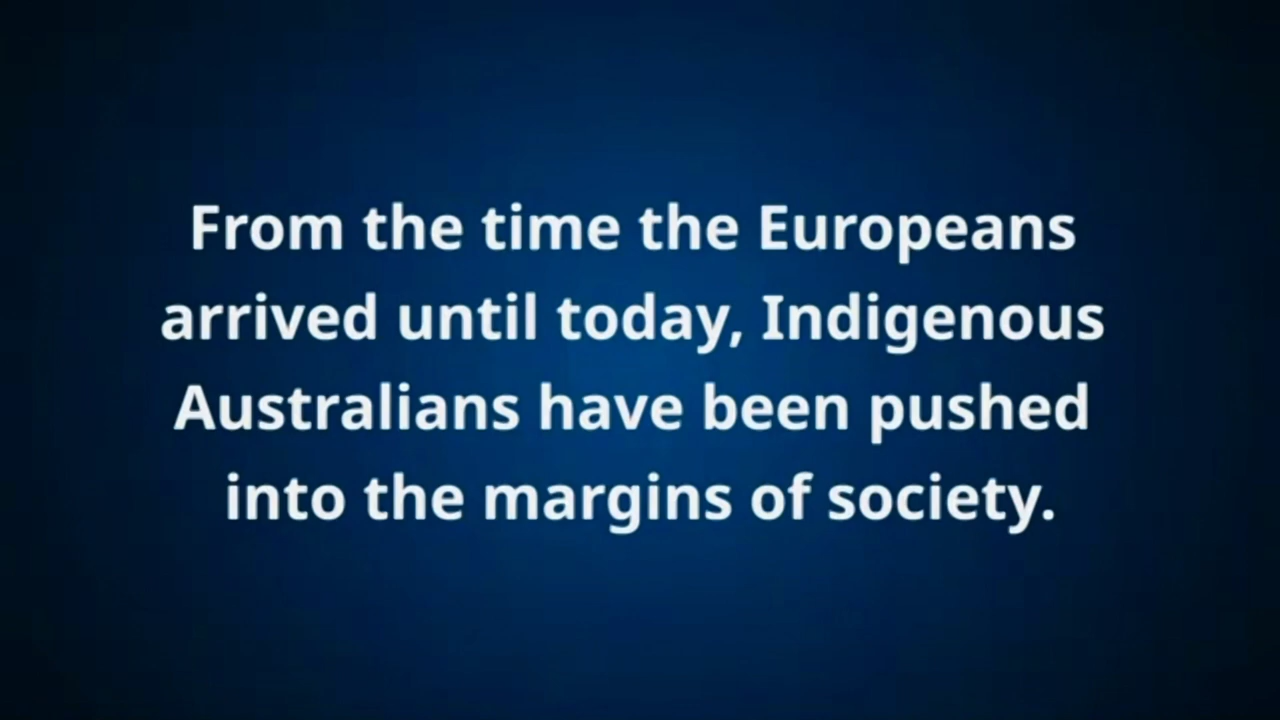 From the time the Europeans
arrived until today, Indigenous
Australians have been pushed
into the margins of society.